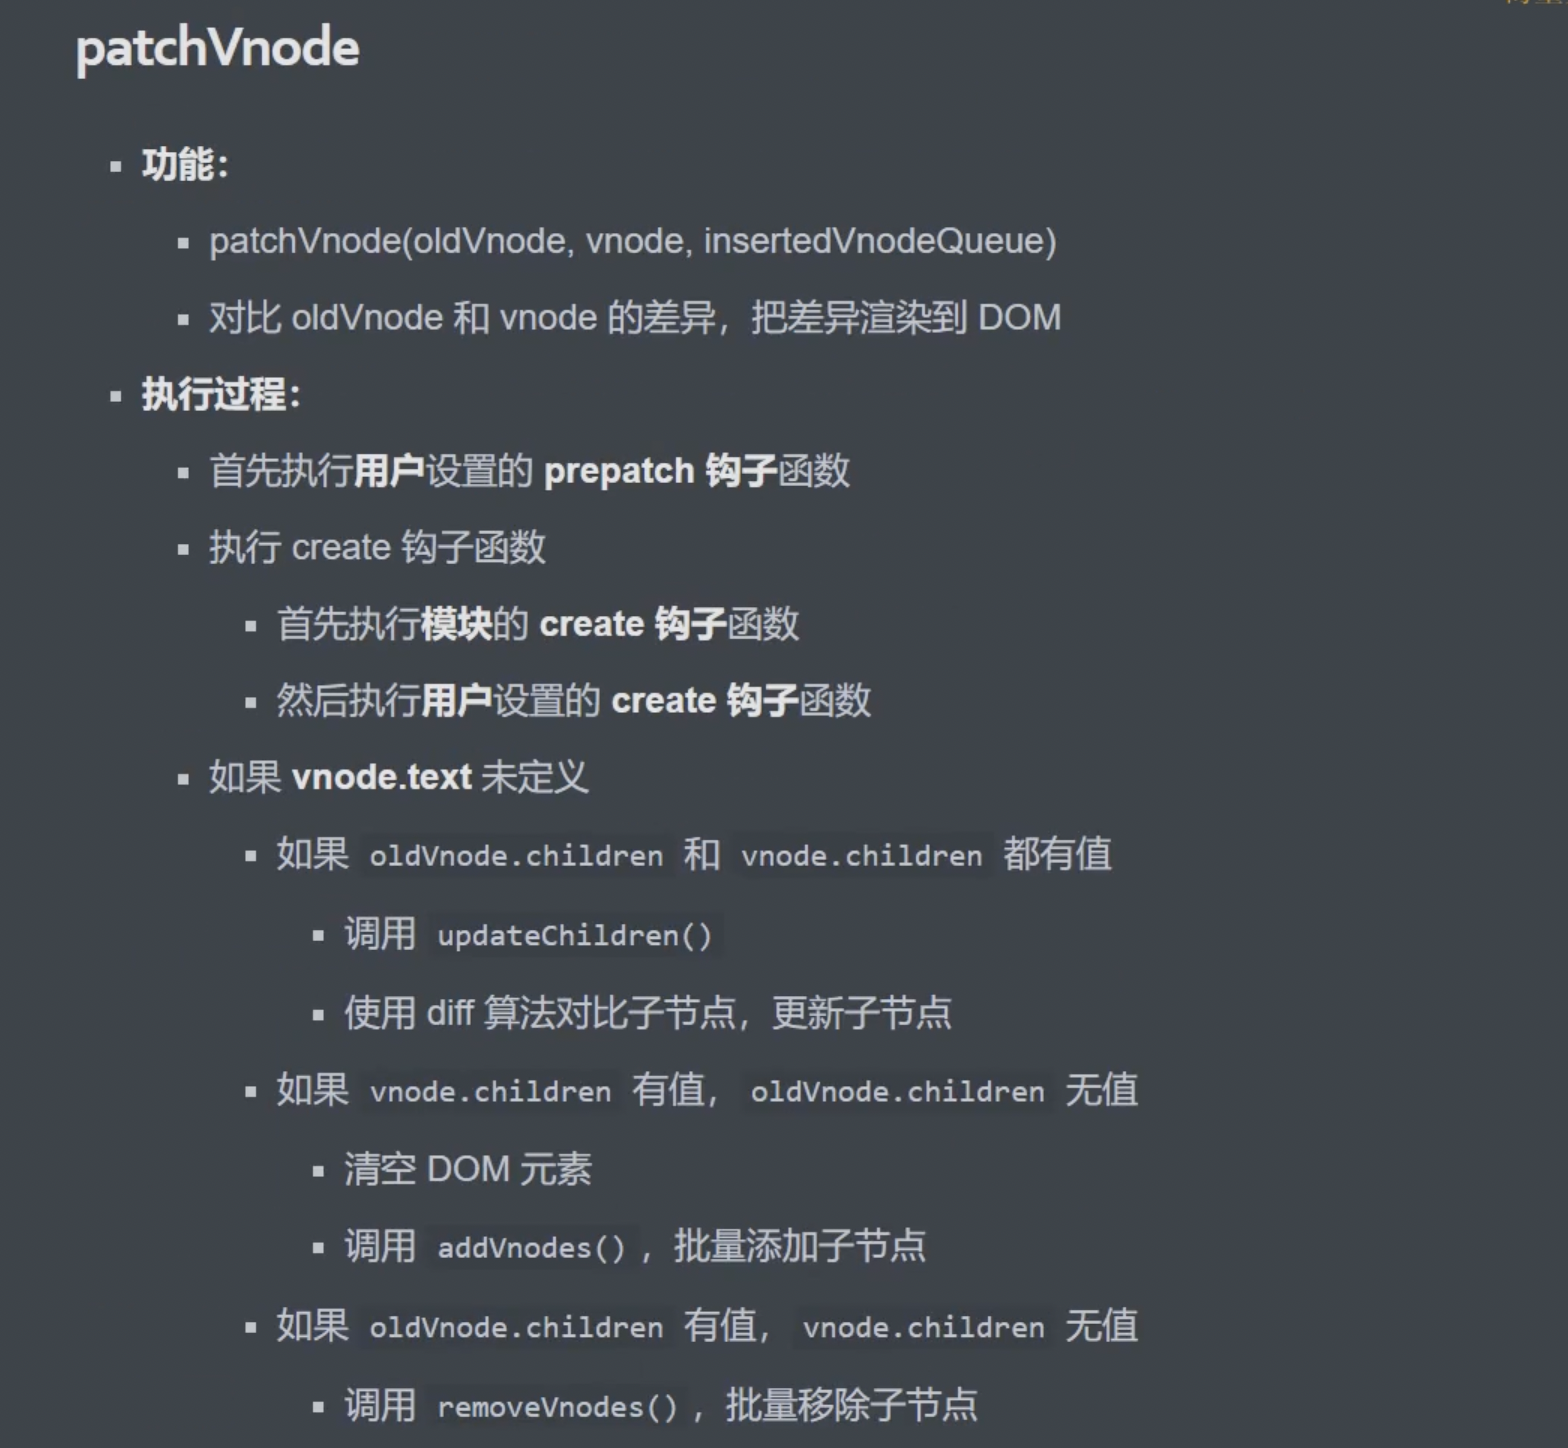 patchVnode
功能：
patchVnode(oldVnode, vnode, insertedVnodeQueue)
对比 oldVnode 和 vnode 的差异，把差异渲染到 DOM
执行过程：
首先执行用户设置的 prepatch 钩子函数
执行 create 钩子函数
首先执行模块的 create 钩子函数
然后执行用户设置的 create 钩子函数
如果 vnode.text 未定义
如果 oldVnode.children 和 vnode.children 都有值
调用 updateChildren()
使用 diff 算法对比子节点，更新子节点
如果 vnode.children 有值， oldVnode.children 无值
清空 DOM 元素
调用 addVnodes() ，批量添加子节点
如果 oldVnode.children 有值， vnode.children 无值
调用 removeVnodes() ，批量移除子节点